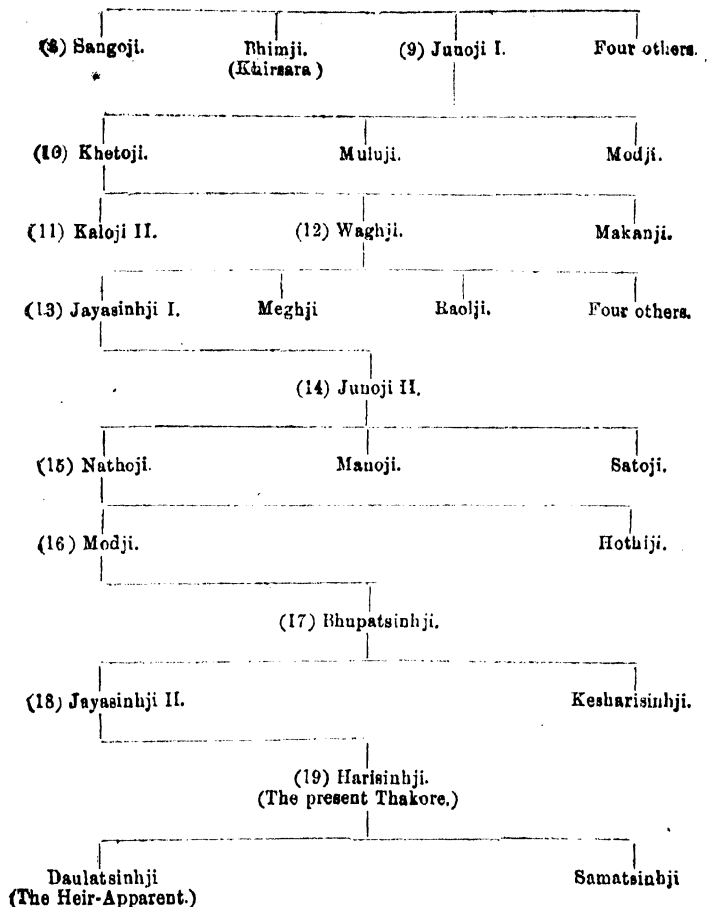 (8) Sangoji. Bhimji. (9) Junoji I. Four others.
(Khirsara)
(10) Khetoji. Muluji. Modji.
(11) Kaloji II. (12) Waghji. Makanji.
(13) Jayasinhji I. Meghji Raolji. Four others.
(14) Junoji II.
(15) Nathoji. Manoji. Satoji.
(16) Modji. Hothiji.
(17) Bhupatsinhji.
(18) Jayasinhji II. Kesharisinhji.
(19) Harisinhji.
(The present Thakore.)
Daulatsinhji Samatsinhji
(The Heir-Apparent.)